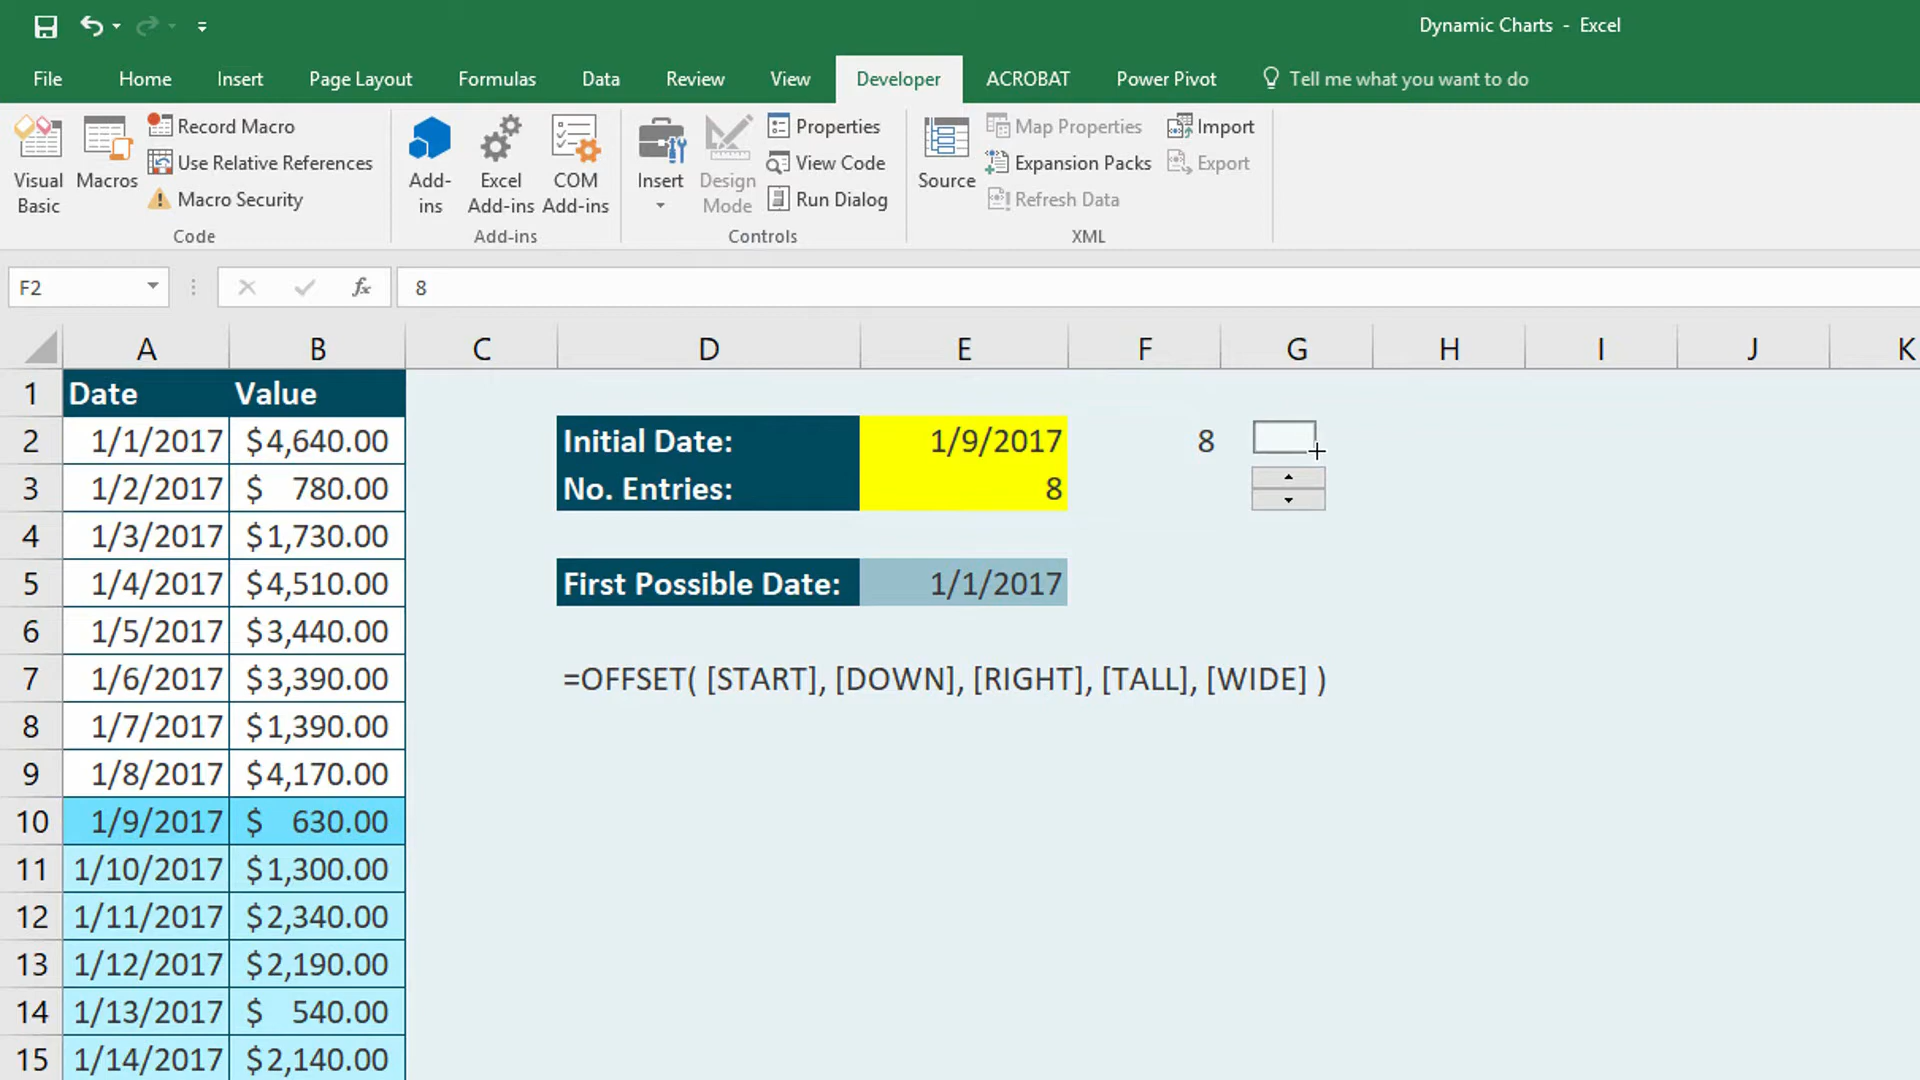 Dynamic Charts - Excel
File Home Insert Page Layout Formulas Data Review View Developer ACROBAT Power Pivot Tell me what you want to do
Visual Basic
Macros
Record Macro
Use Relative References
Macro Security
Code
Add-ins
Excel Add-ins
COM Add-ins
Add-ins
Insert
Design Mode
Properties
View Code
Run Dialog
Controls
Source
Map Properties
Expansion Packs
Refresh Data
Import
Export
XML
F2 fx 8
A B C D E F G H I J K
1 Date Value
2 1/1/2017 $4,640.00 Initial Date: 1/9/2017 8
3 1/2/2017 $ 780.00 No. Entries: 8
4 1/3/2017 $1,730.00
5 1/4/2017 $4,510.00 First Possible Date: 1/1/2017
6 1/5/2017 $3,440.00
7 1/6/2017 $3,390.00 =OFFSET( [START], [DOWN], [RIGHT], [TALL], [WIDE] )
8 1/7/2017 $1,390.00
9 1/8/2017 $4,170.00
10 1/9/2017 $ 630.00
11 1/10/2017 $1,300.00
12 1/11/2017 $2,340.00
13 1/12/2017 $2,190.00
14 1/13/2017 $ 540.00
15 1/14/2017 $2,140.00